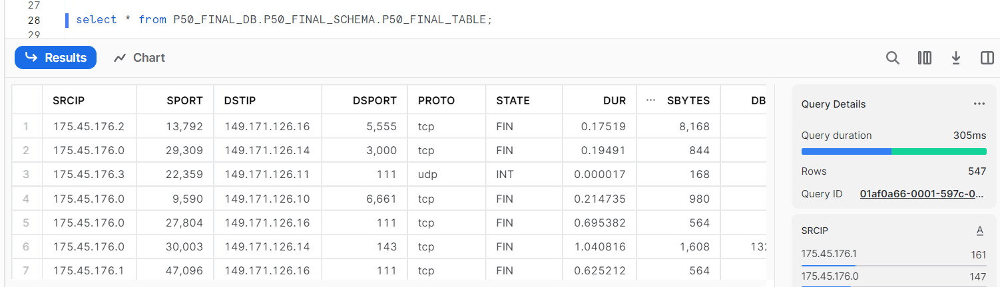 27
28 select * from P50_FINAL_DB.P50_FINAL_SCHEMA.P50_FINAL_TABLE;
29
Results Chart
SRCIP SPORT DSTIP DSPORT PROTO STATE DUR ... SBYTES DB
1 175.45.176.2 13,792 149.171.126.16 5,555 tcp FIN 0.17519 8,168
2 175.45.176.0 29,309 149.171.126.14 3,000 tcp FIN 0.19491 844
3 175.45.176.3 22,359 149.171.126.11 111 udp INT 0.000017 168
4 175.45.176.0 9,590 149.171.126.10 6,661 tcp FIN 0.214735 980
5 175.45.176.0 27,804 149.171.126.16 111 tcp FIN 0.695382 564
6 175.45.176.0 30,003 149.171.126.14 143 tcp FIN 1.040816 1,608 132
7 175.45.176.1 47,096 149.171.126.16 111 tcp FIN 0.625212 564
Query Details ...
Query duration 305ms
Rows 547
Query ID 01af0a66-0001-597c-0...
SRCIP A
175.45.176.1 161
175.45.176.0 147